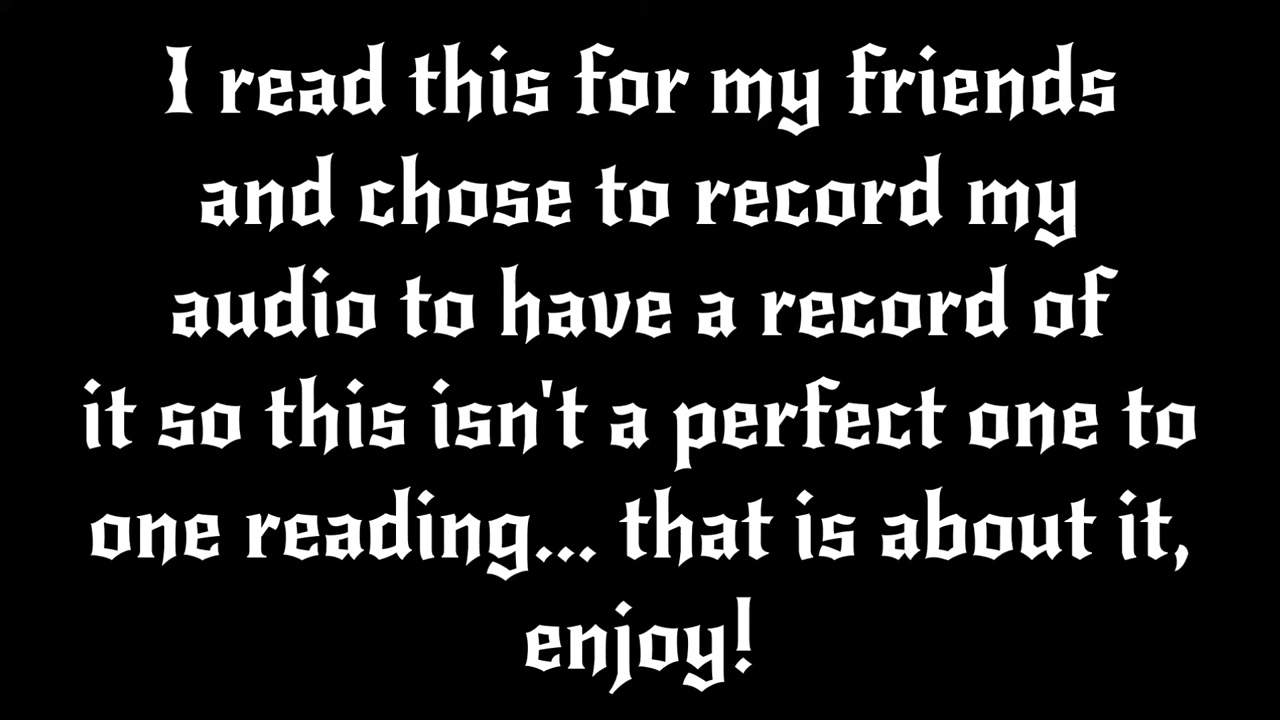 I read this for my friends
and chose to record my
audio to have a record of
it so this isn't a perfect one to
one reading... that is about it,
enjoy!